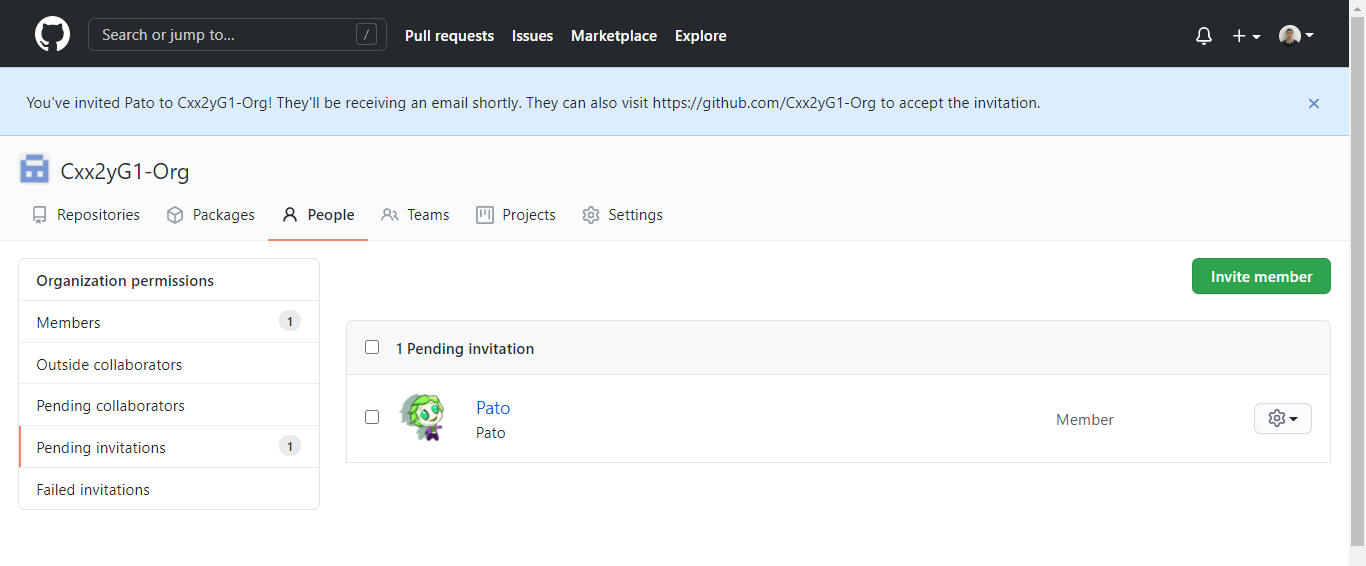 Search or jump to... /
Pull requests Issues Marketplace Explore
You've invited Pato to Cxx2yG1-Org! They'll be receiving an email shortly. They can also visit https://github.com/Cxx2yG1-Org to accept the invitation.
Cxx2yG1-Org
Repositories Packages People Teams Projects Settings
Organization permissions
Members 1
Outside collaborators
Pending collaborators
Pending invitations 1
Failed invitations
Invite member
1 Pending invitation
Pato
Pato
Member